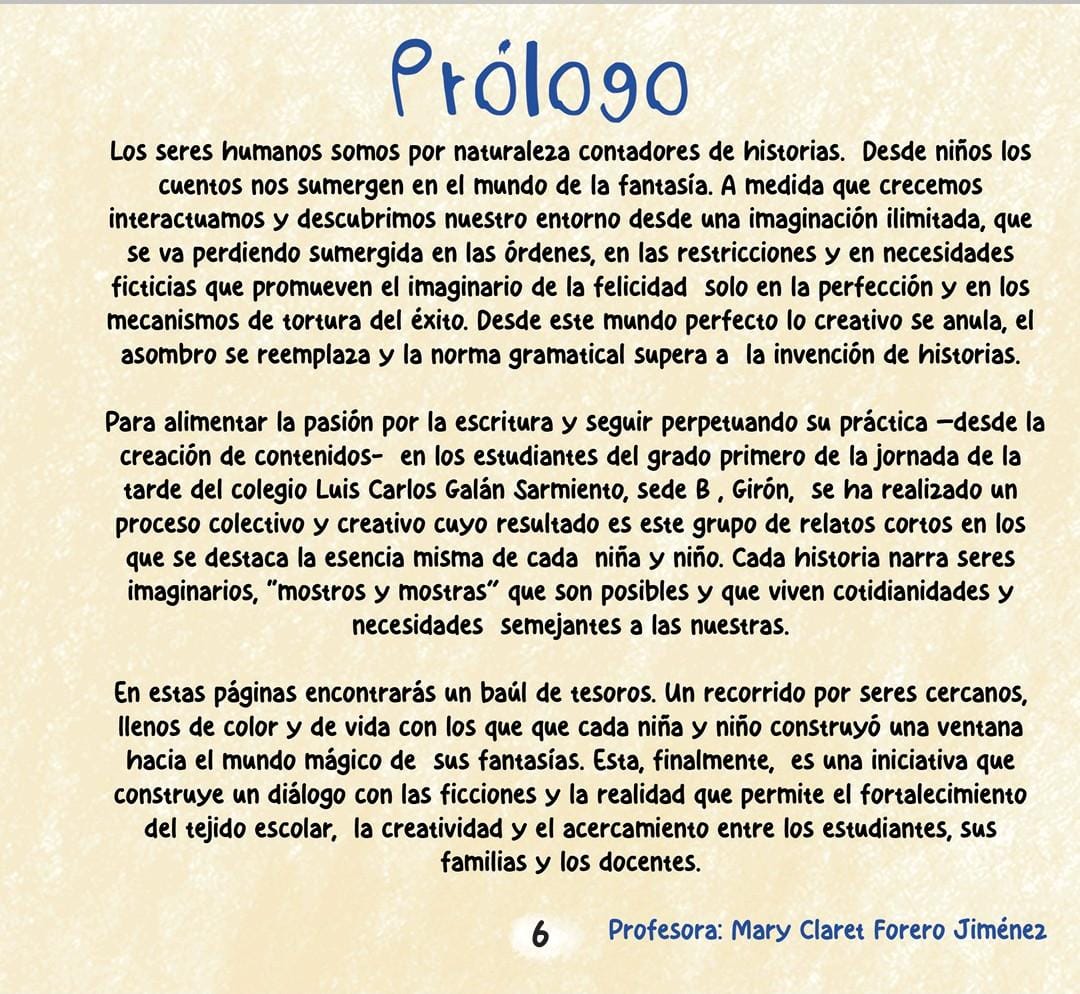 Prólogo
Los seres humanos somos por naturaleza contadores de historias. Desde niños los
cuentos nos sumergen en el mundo de la fantasía. A medida que crecemos
interactuamos y descubrimos nuestro entorno desde una imaginación ilimitada, que
se va perdiendo sumergida en las órdenes, en las restricciones y en necesidades
ficticias que promueven el imaginario de la felicidad solo en la perfección y en los
mecanismos de tortura del éxito. Desde este mundo perfecto lo creativo se anula, el
asombro se reemplaza y la norma gramatical supera a la invención de historias.
Para alimentar la pasión por la escritura y seguir perpetuando su práctica —desde la
creación de contenidos- en los estudiantes del grado primero de la jornada de la
tarde del colegio Luis Carlos Galán Sarmiento, sede B , Girón, se ha realizado un
proceso colectivo y creativo cuyo resultado es este grupo de relatos cortos en los
que se destaca la esencia misma de cada niña y niño. Cada historia narra seres
imaginarios, "mostros y mostras" que son posibles y que viven cotidianidades y
necesidades semejantes a las nuestras.
En estas páginas encontrarás un baúl de tesoros. Un recorrido por seres cercanos,
llenos de color y de vida con los que que cada niña y niño construyó una ventana
hacia el mundo mágico de sus fantasías. Esta, finalmente, es una iniciativa que
construye un diálogo con las ficciones y la realidad que permite el fortalecimiento
del tejido escolar, la creatividad y el acercamiento entre los estudiantes, sus
familias y los docentes.
6
Profesora: Mary Claret Forero Jiménez